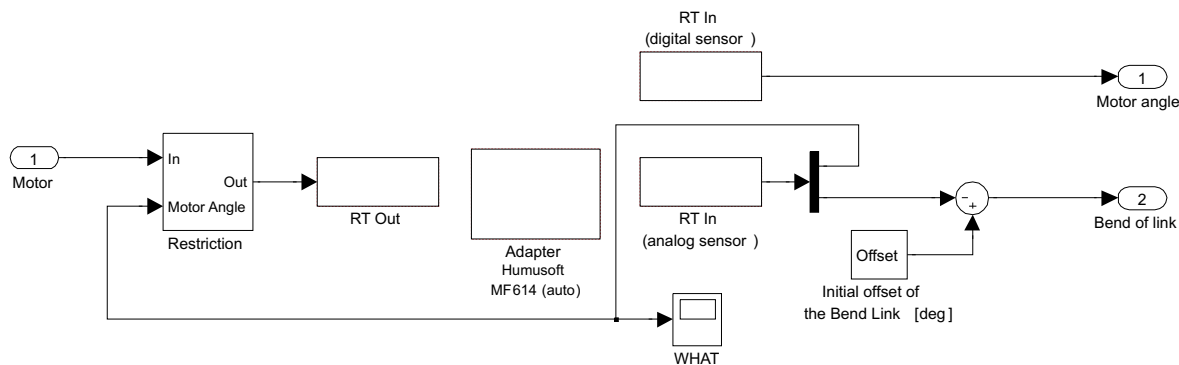 RT In
(digital sensor )
1
Motor angle
1
Motor
In
Out
Motor Angle
Restriction
RT Out
Adapter
Humusoft
MF614 (auto)
RT In
(analog sensor )
-
+
2
Bend of link
Offset
Initial offset of
the Bend Link [deg]
WHAT